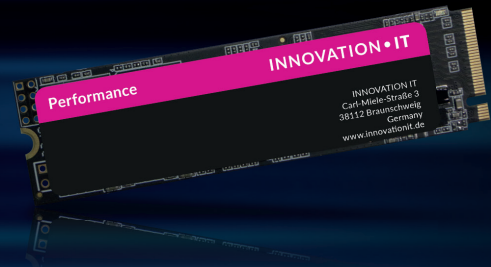 Performance
INNOVATION•IT
INNOVATION IT
Carl-Miele-Straße 3
38112 Braunschweig
Germany
www.innovationit.de